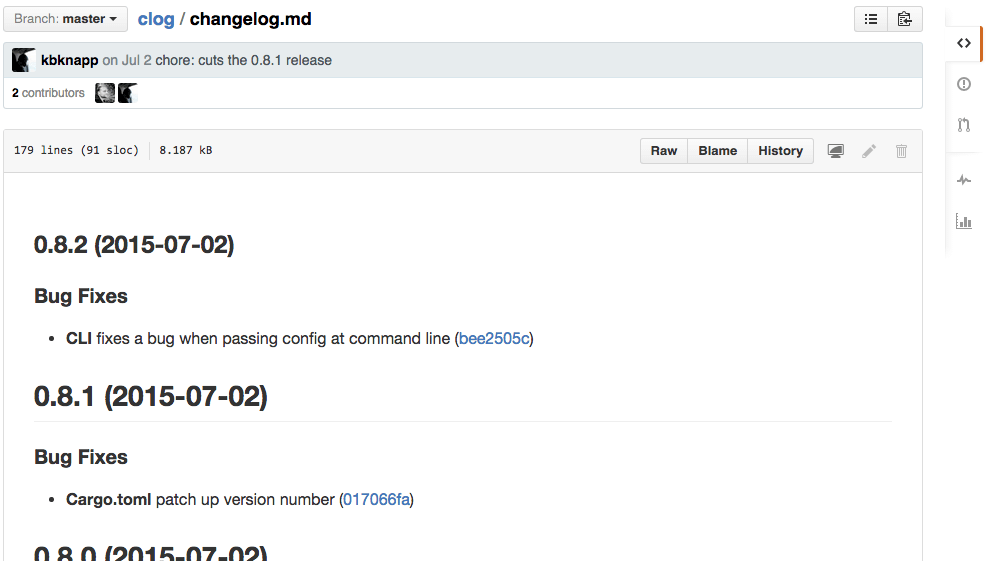 Branch: master clog / changelog.md
kbknapp on Jul 2 chore: cuts the 0.8.1 release
2 contributors
179 lines (91 sloc) 8.187 kB Raw Blame History
0.8.2 (2015-07-02)
Bug Fixes
• CLI fixes a bug when passing config at command line (bee2505c)
0.8.1 (2015-07-02)
Bug Fixes
• Cargo.toml patch up version number (017066fa)
0.8.0 (2015-07-02)